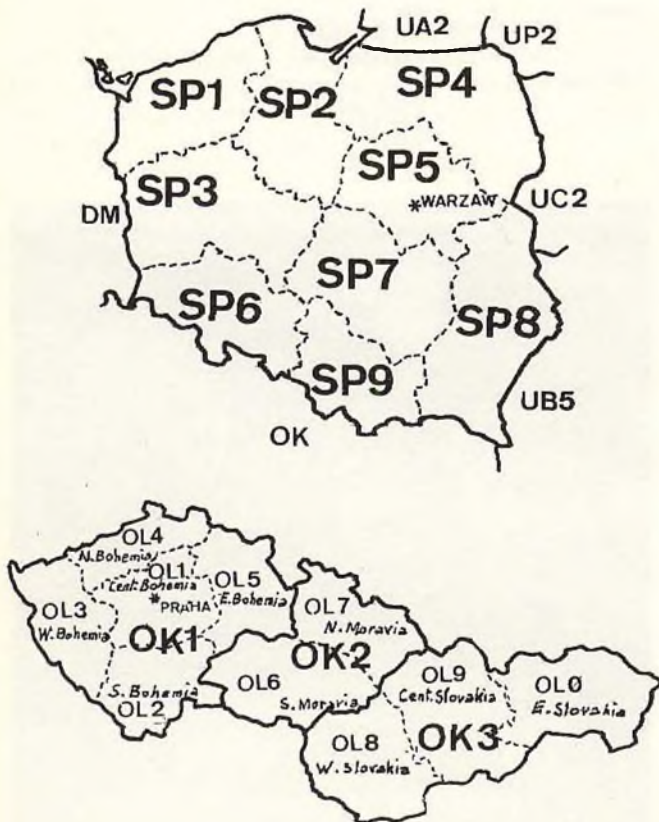 UA2
UP2
SP1
SP2
SP4
SP5
*WARZAW
SP3
DM
UC2
SP7
SP6
SP8
SP9
UB5
OK
OL4
N. Bohemia
OL1
Cent. Bohemia
OL5
E. Bohemia
*PRAHA
OL3
W. Bohemia
OK1
OL7
N. Moravia
OK2
S. Bohemia
OL2
OL6
S. Moravia
OL9
Cent. Slovakia
OLØ
E. Slovakia
OL8
W. Slovakia
OK3